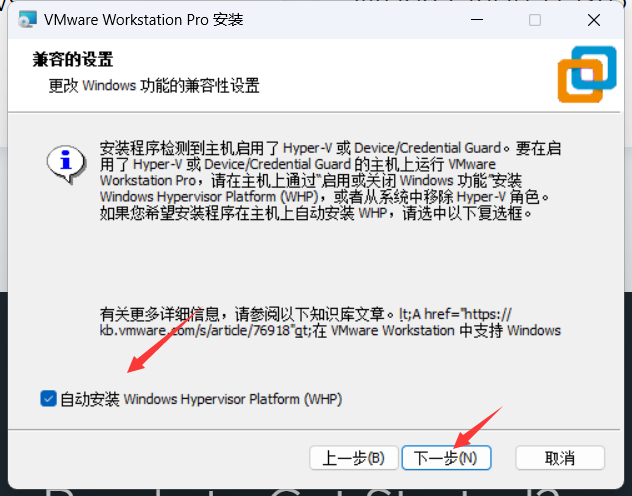 VMware Workstation Pro 安装
兼容的设置
更改 Windows 功能的兼容性设置
安装程序检测到主机启用了 Hyper-V 或 Device/Credential Guard。要在启
用了 Hyper-V 或 Device/Credential Guard 的主机上运行 VMware
Workstation Pro，请在主机上通过“启用或关闭 Windows 功能”安装
Windows Hypervisor Platform (WHP)，或者从系统中移除 Hyper-V 角色。
如果您希望安装程序在主机上自动安装 WHP，请选中以下复选框。
有关更多详细信息，请参阅以下知识库文章。lt;A href="https://
kb.vmware.com/s/article/76918"gt;在 VMware Workstation 中支持 Windows
自动安装 Windows Hypervisor Platform (WHP)
上一步(B) 下一步(N) 取消